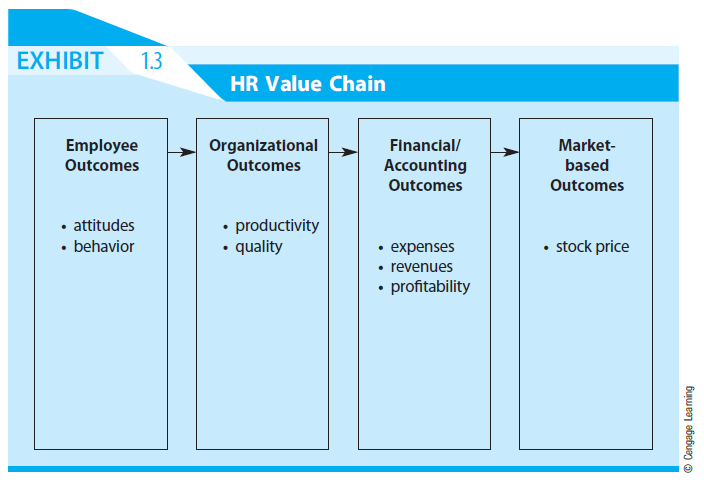 EXHIBIT 1.3
HR Value Chain
Employee
Outcomes
• attitudes
• behavior
Organizational
Outcomes
• productivity
• quality
Financial/
Accounting
Outcomes
• expenses
• revenues
• profitability
Market-
based
Outcomes
• stock price
© Cengage Learning